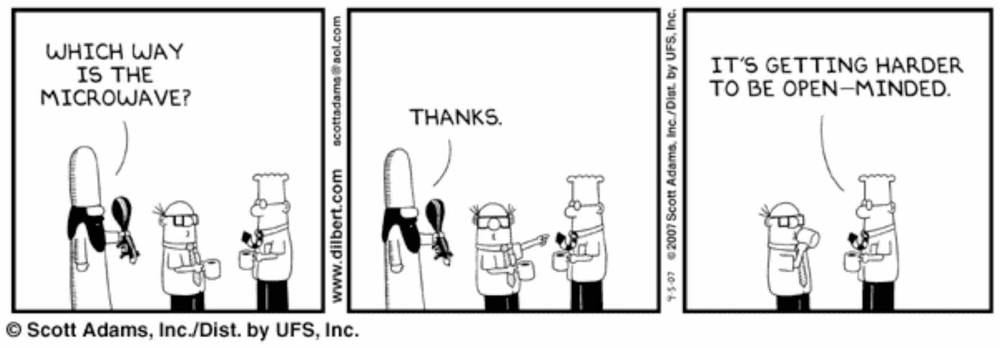 WHICH WAY
IS THE
MICROWAVE?
www.dilbert.com scottadams@aol.com
THANKS.
9-5-07 ©2007 Scott Adams, Inc./Dist. by UFS, Inc.
IT'S GETTING HARDER
TO BE OPEN—MINDED.
© Scott Adams, Inc./Dist. by UFS, Inc.